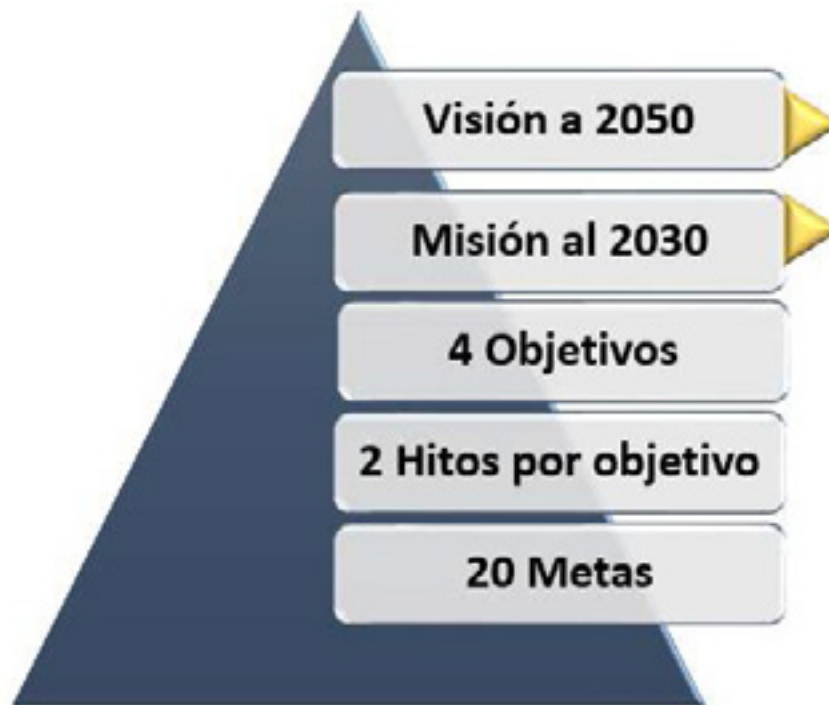 Visión a 2050
Misión al 2030
4 Objetivos
2 Hitos por objetivo
20 Metas